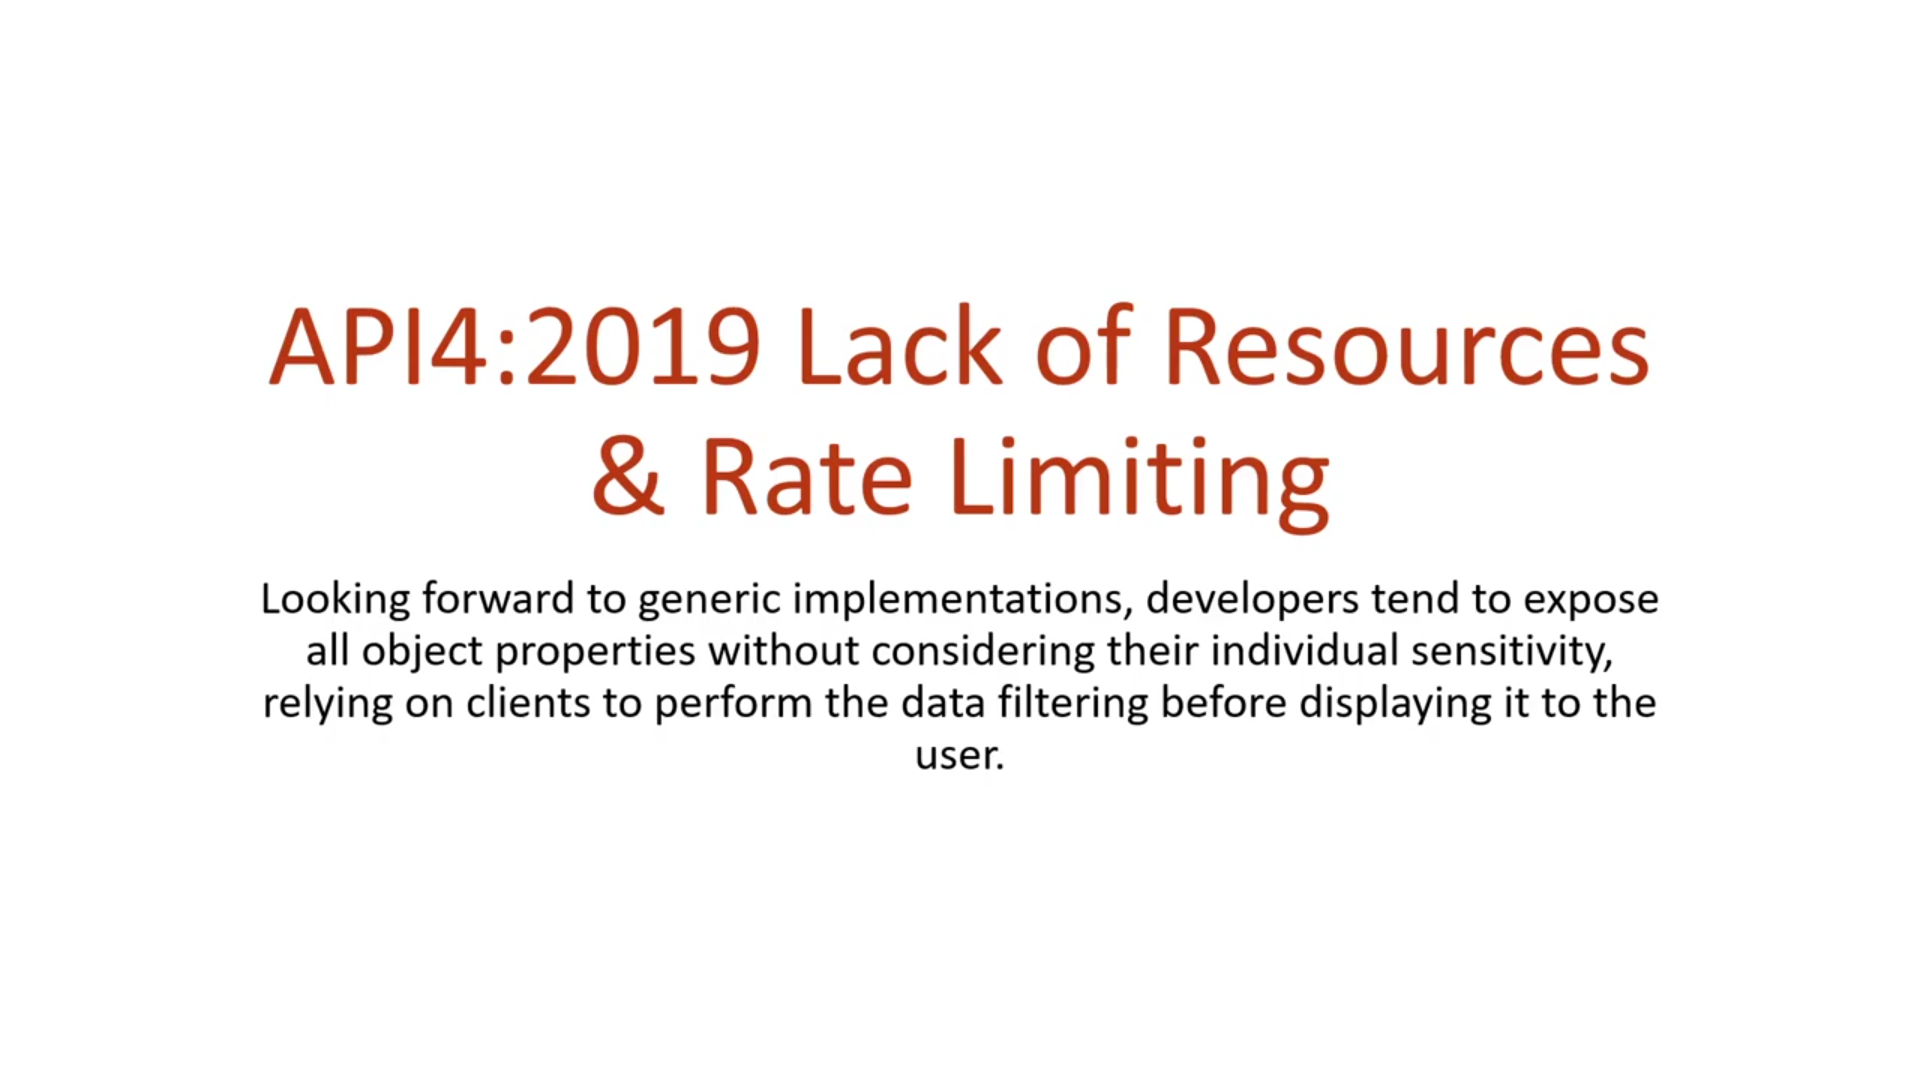 API4:2019 Lack of Resources
& Rate Limiting
Looking forward to generic implementations, developers tend to expose
all object properties without considering their individual sensitivity,
relying on clients to perform the data filtering before displaying it to the
user.